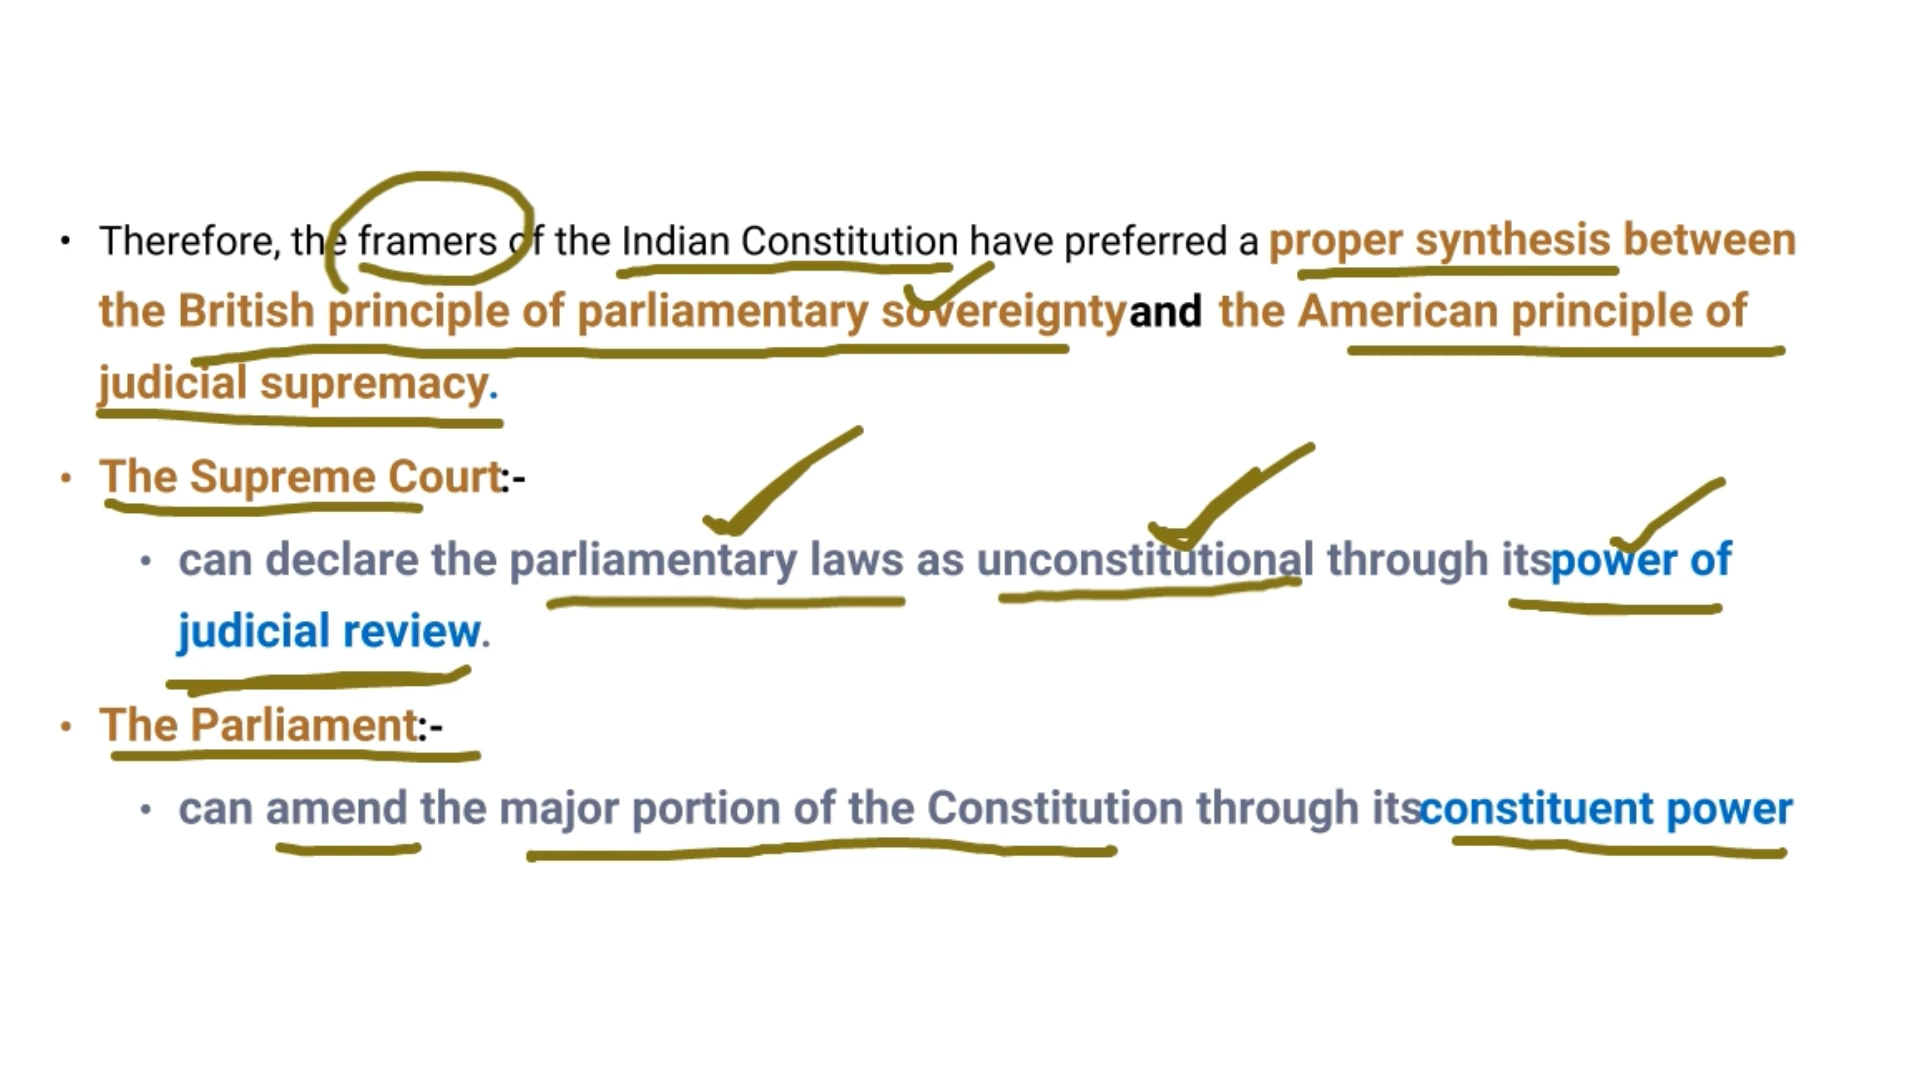 • Therefore, the framers of the Indian Constitution have preferred a proper synthesis between
the British principle of parliamentary sovereigntyand the American principle of
judicial supremacy.
• The Supreme Court:-
• can declare the parliamentary laws as unconstitutional through itspower of
judicial review.
• The Parliament:-
• can amend the major portion of the Constitution through itsconstituent power